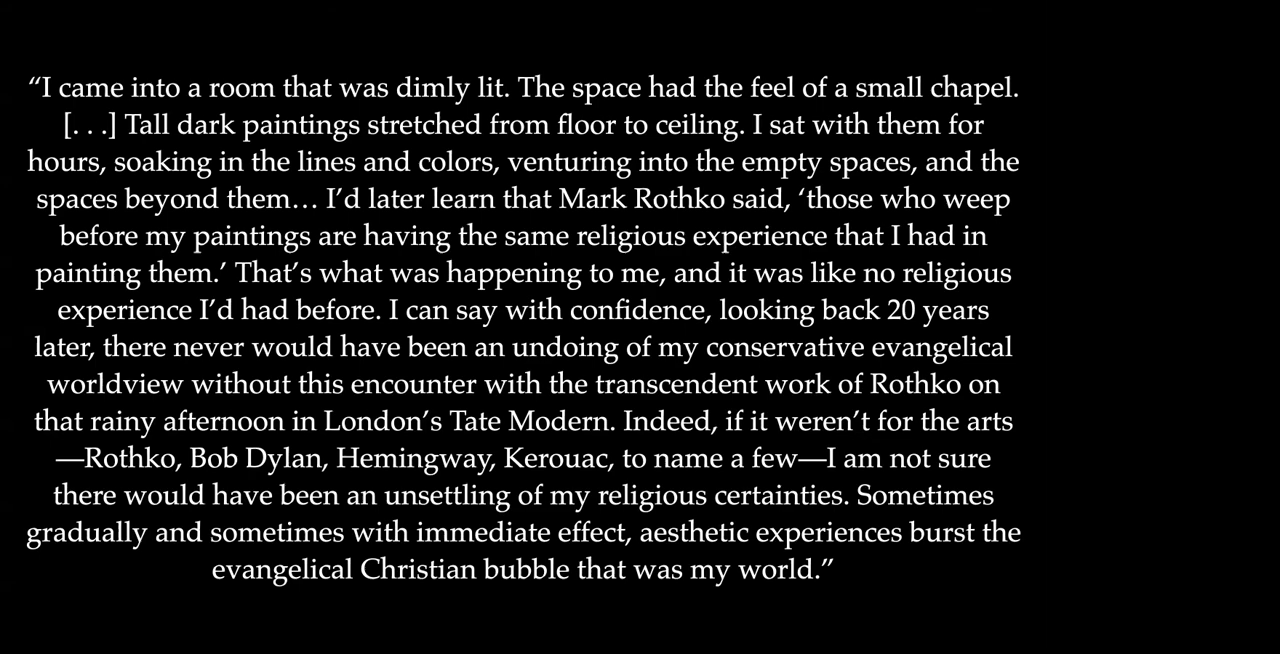 “I came into a room that was dimly lit. The space had the feel of a small chapel.
[. . .] Tall dark paintings stretched from floor to ceiling. I sat with them for
hours, soaking in the lines and colors, venturing into the empty spaces, and the
spaces beyond them… I’d later learn that Mark Rothko said, ‘those who weep
before my paintings are having the same religious experience that I had in
painting them.’ That’s what was happening to me, and it was like no religious
experience I’d had before. I can say with confidence, looking back 20 years
later, there never would have been an undoing of my conservative evangelical
worldview without this encounter with the transcendent work of Rothko on
that rainy afternoon in London’s Tate Modern. Indeed, if it weren’t for the arts
—Rothko, Bob Dylan, Hemingway, Kerouac, to name a few—I am not sure
there would have been an unsettling of my religious certainties. Sometimes
gradually and sometimes with immediate effect, aesthetic experiences burst the
evangelical Christian bubble that was my world.”